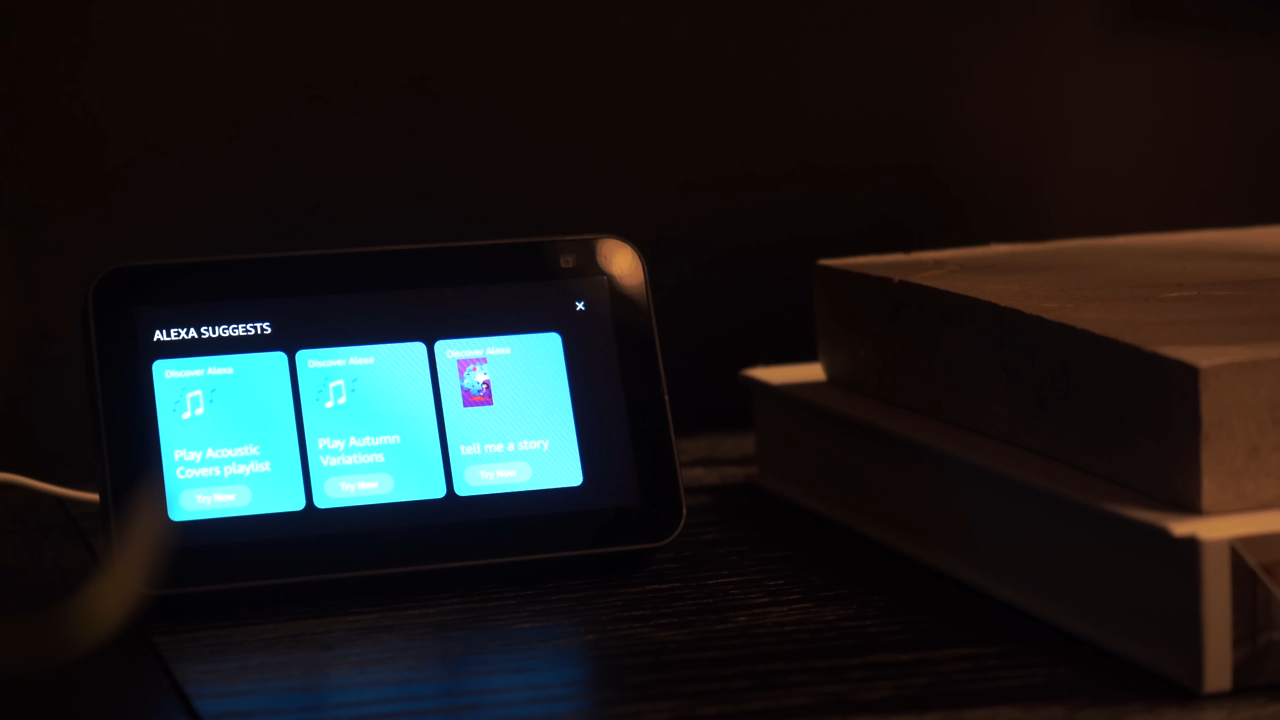 ALEXA SUGGESTS
Discover Alexa
Play Acoustic
Covers playlist
Try Now
Discover Alexa
Play Autumn
Variations
Try Now
Discover Alexa
tell me a story
Try Now